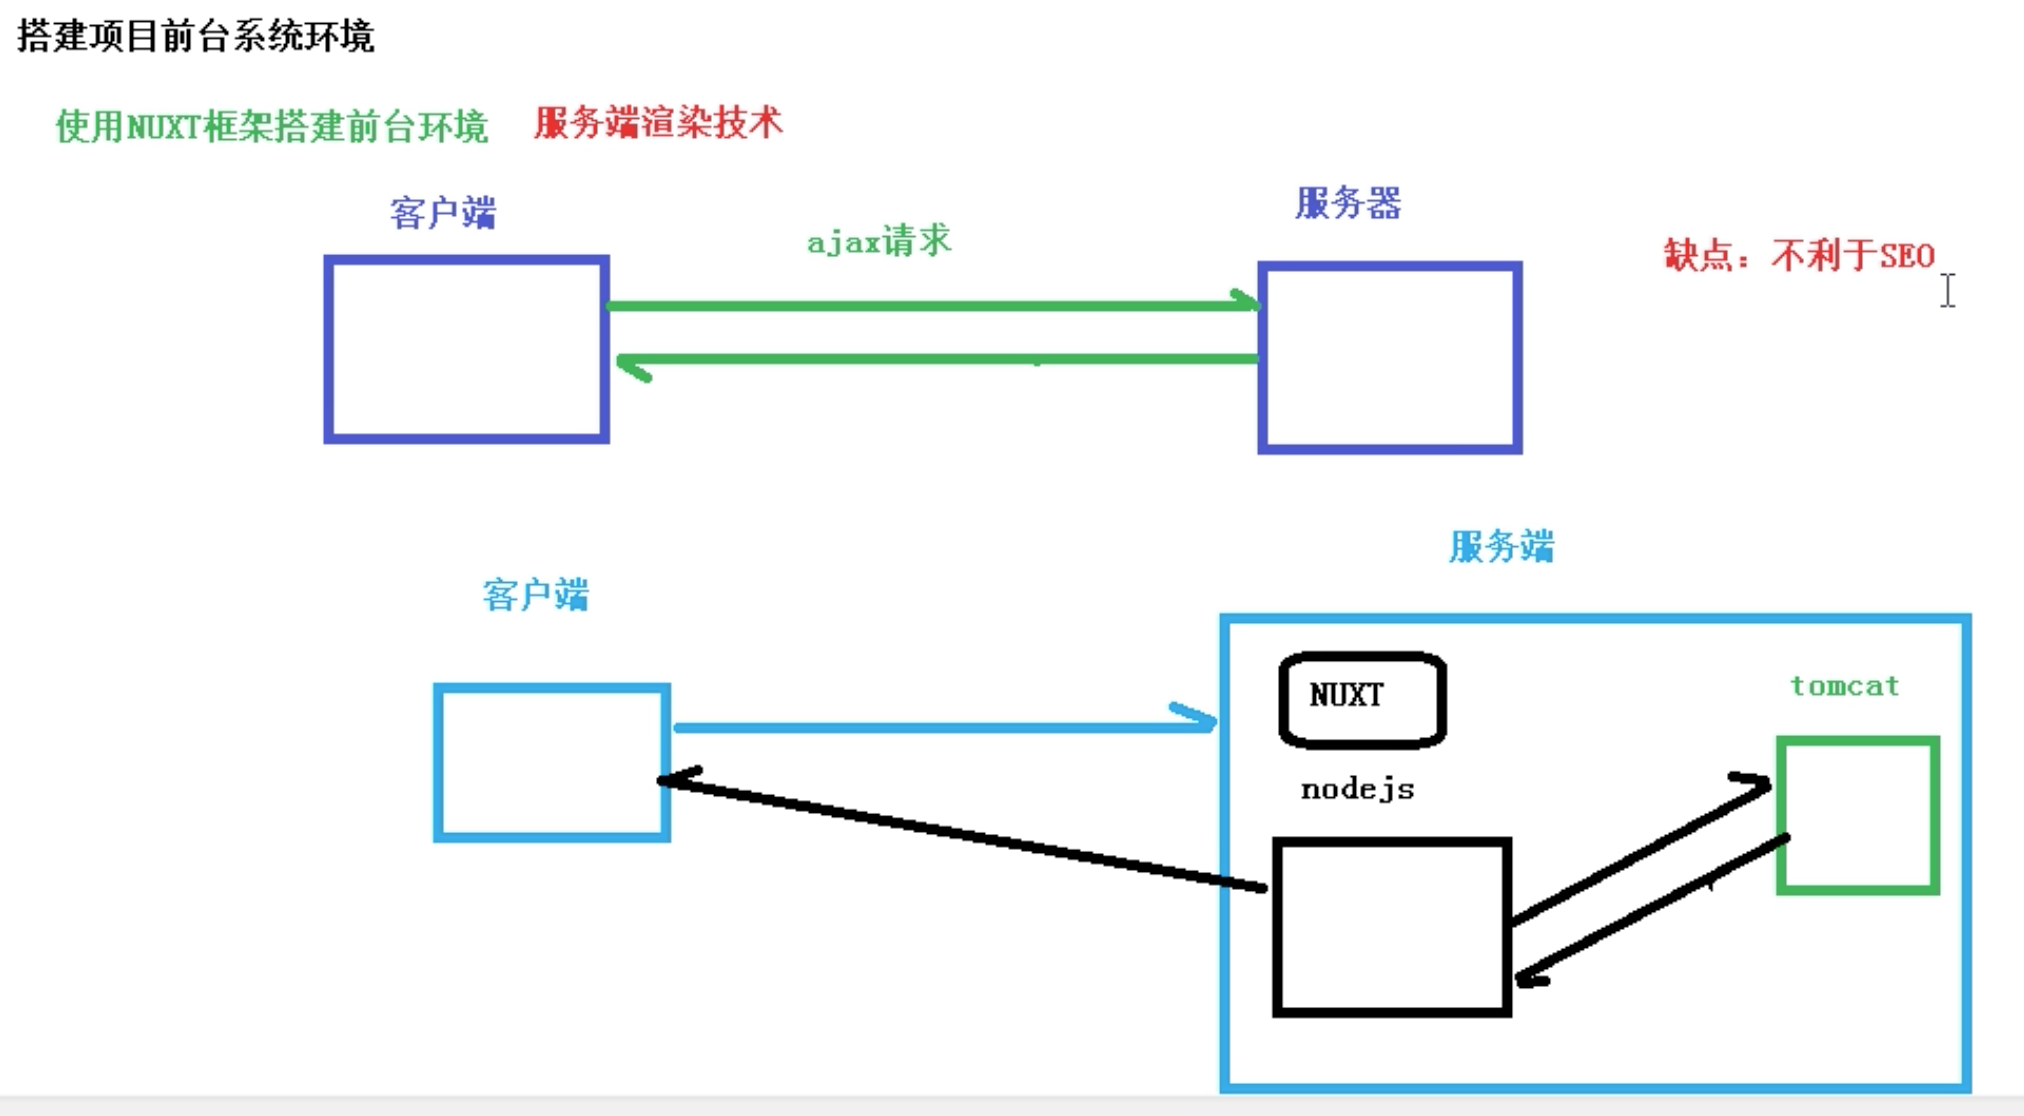 搭建项目前台系统环境
使用NUXT框架搭建前台环境 服务端渲染技术
客户端
服务器
ajax请求
缺点：不利于SEO
服务端
客户端
NUXT
tomcat
nodejs